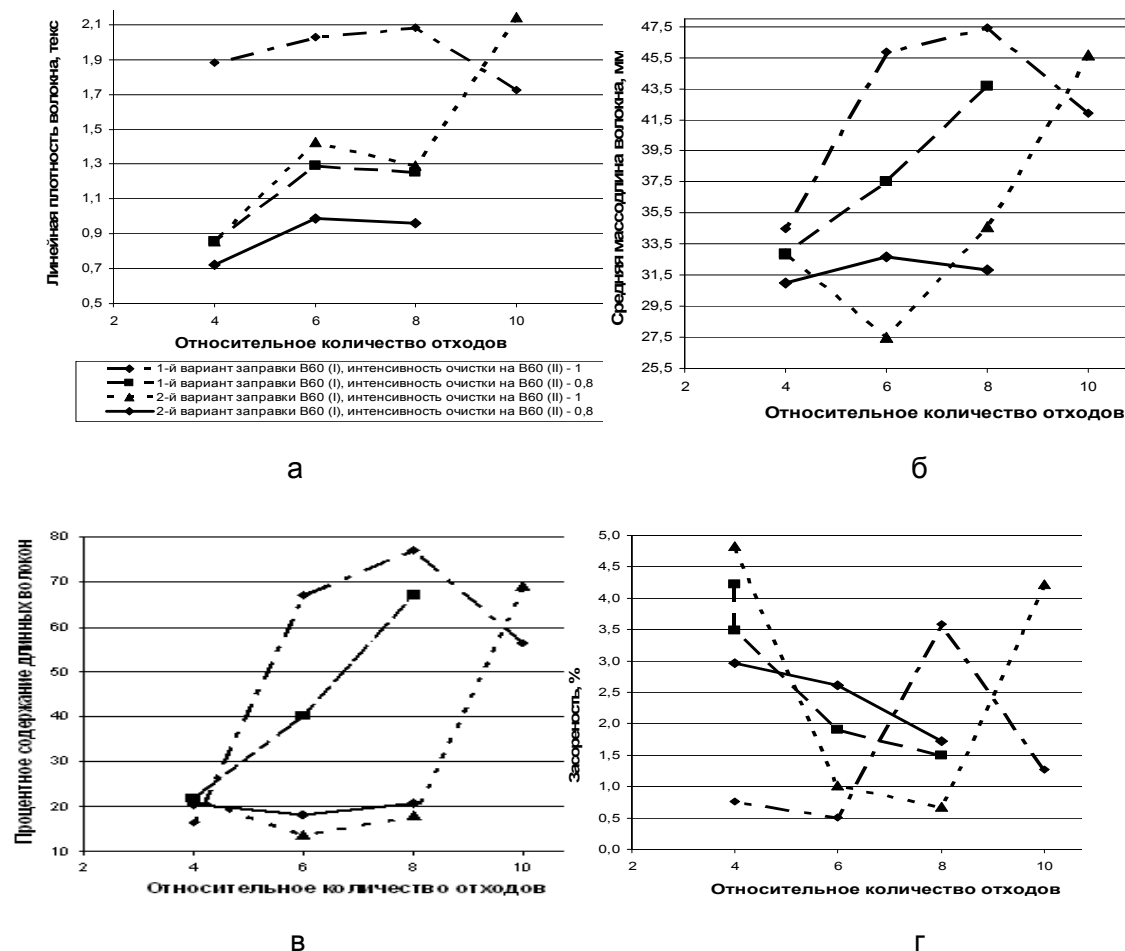 Линейная плотность волокна, текс
2,1
1,9
1,7
1,5
1,3
1,1
0,9
0,7
0,5
2 4 6 8 10
Относительное количество отходов
1-й вариант заправки В60 (I), интенсивность очистки на В60 (II) - 1
1-й вариант заправки В60 (I), интенсивность очистки на В60 (II) - 0,8
2-й вариант заправки В60 (I), интенсивность очистки на В60 (II) - 1
2-й вариант заправки В60 (I), интенсивность очистки на В60 (II) - 0,8
а
Средняя массодлина волокна, мм
47,5
45,5
43,5
41,5
39,5
37,5
35,5
33,5
31,5
29,5
27,5
25,5
2 4 6 8 10
Относительное количество отходов
б
Процентное содержание длинных волокон
80
70
60
50
40
30
20
10
2 4 6 8 10
Относительное количество отходов
в
Засореность, %
5,0
4,5
4,0
3,5
3,0
2,5
2,0
1,5
1,0
0,5
0,0
2 4 6 8 10
Относительное количество отходов
г